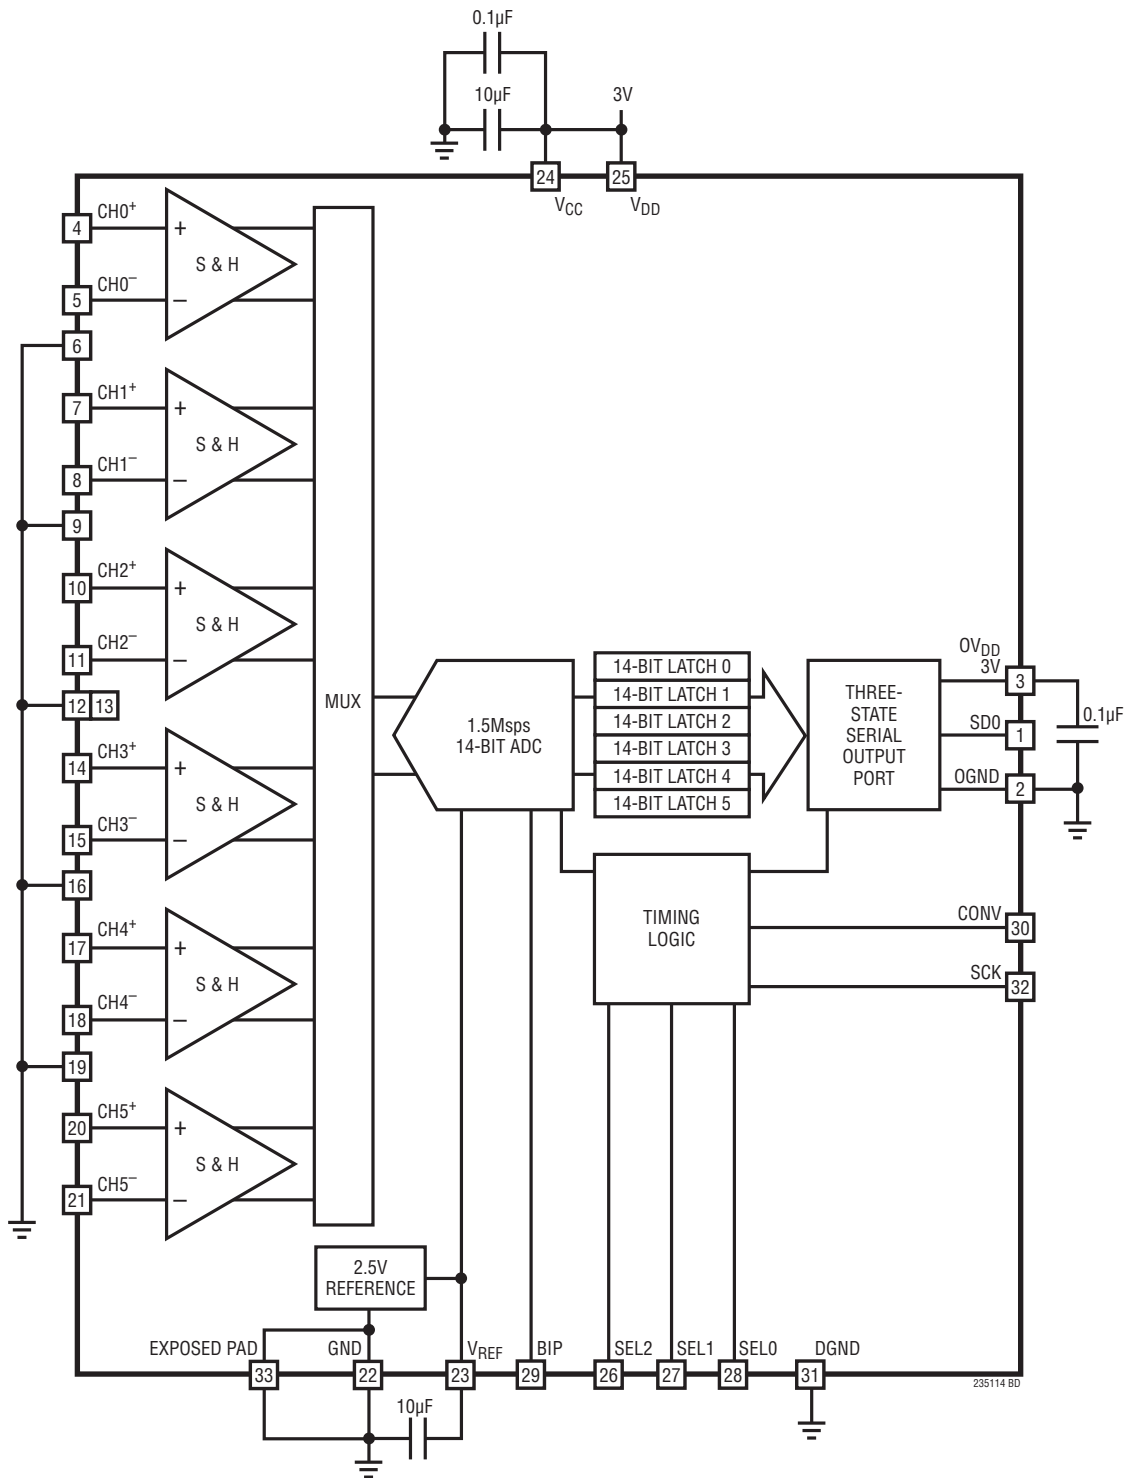 0.1µF
10µF
3V
24
25
VCC
VDD
4
CH0+
+
S & H
5
CH0–
–
6
7
CH1+
+
S & H
8
CH1–
–
9
10
CH2+
+
S & H
11
CH2–
–
12
13
14
CH3+
+
S & H
15
CH3–
–
16
17
CH4+
+
S & H
18
CH4–
–
19
20
CH5+
+
S & H
21
CH5–
–
MUX
1.5Msps
14-BIT ADC
14-BIT LATCH 0
14-BIT LATCH 1
14-BIT LATCH 2
14-BIT LATCH 3
14-BIT LATCH 4
14-BIT LATCH 5
THREE-
STATE
SERIAL
OUTPUT
PORT
OVDD
3V
3
SD0
1
0.1µF
OGND
2
TIMING
LOGIC
CONV
30
SCK
32
2.5V
REFERENCE
EXPOSED PAD
33
GND
22
VREF
23
BIP
29
SEL2
26
SEL1
27
SEL0
28
DGND
31
235114 BD
10µF